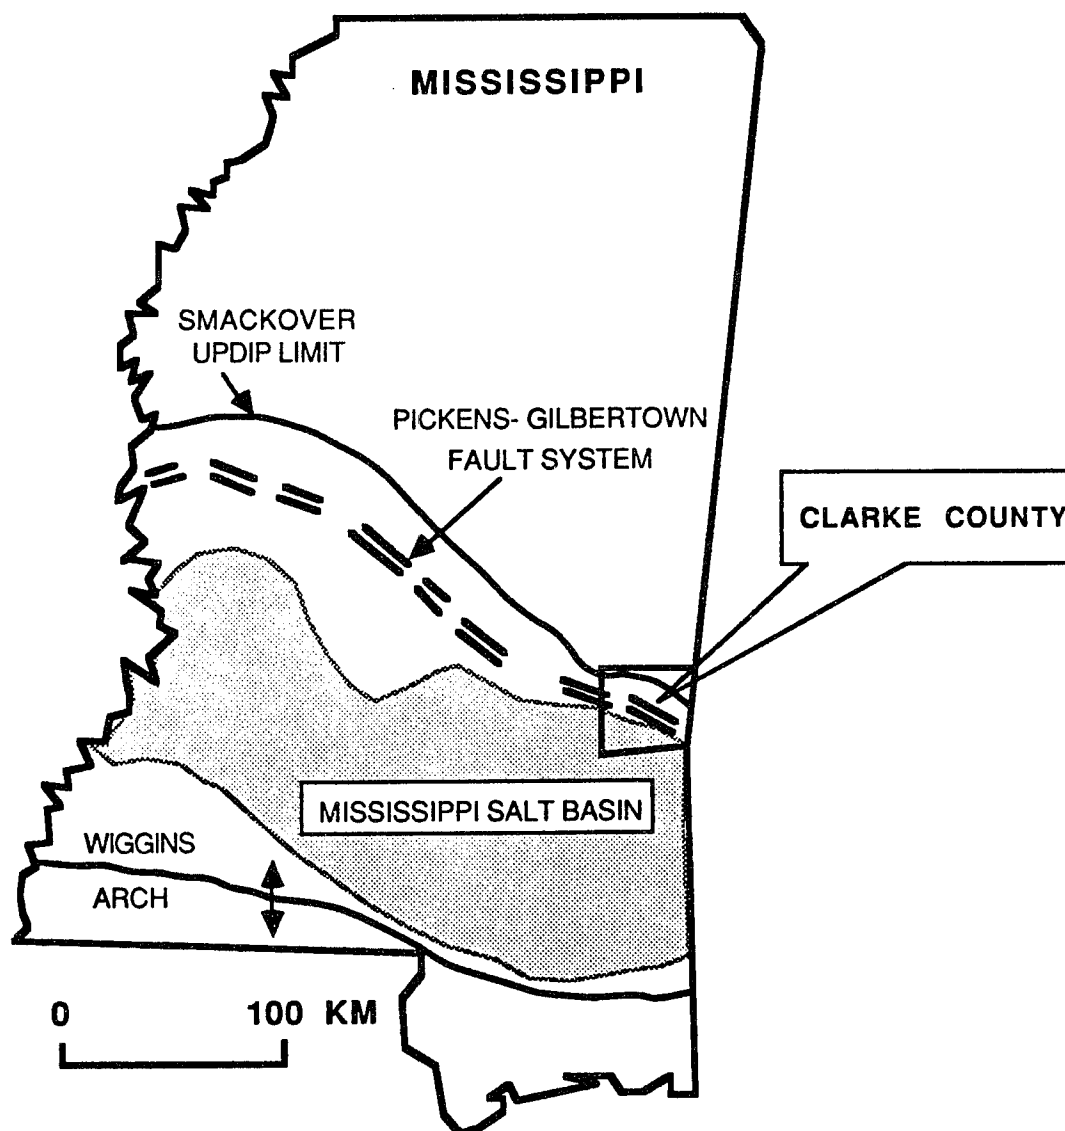 MISSISSIPPI
SMACKOVER
UPDIP LIMIT
PICKENS- GILBERTOWN
FAULT SYSTEM
CLARKE COUNTY
MISSISSIPPI SALT BASIN
WIGGINS
ARCH
0 100 KM